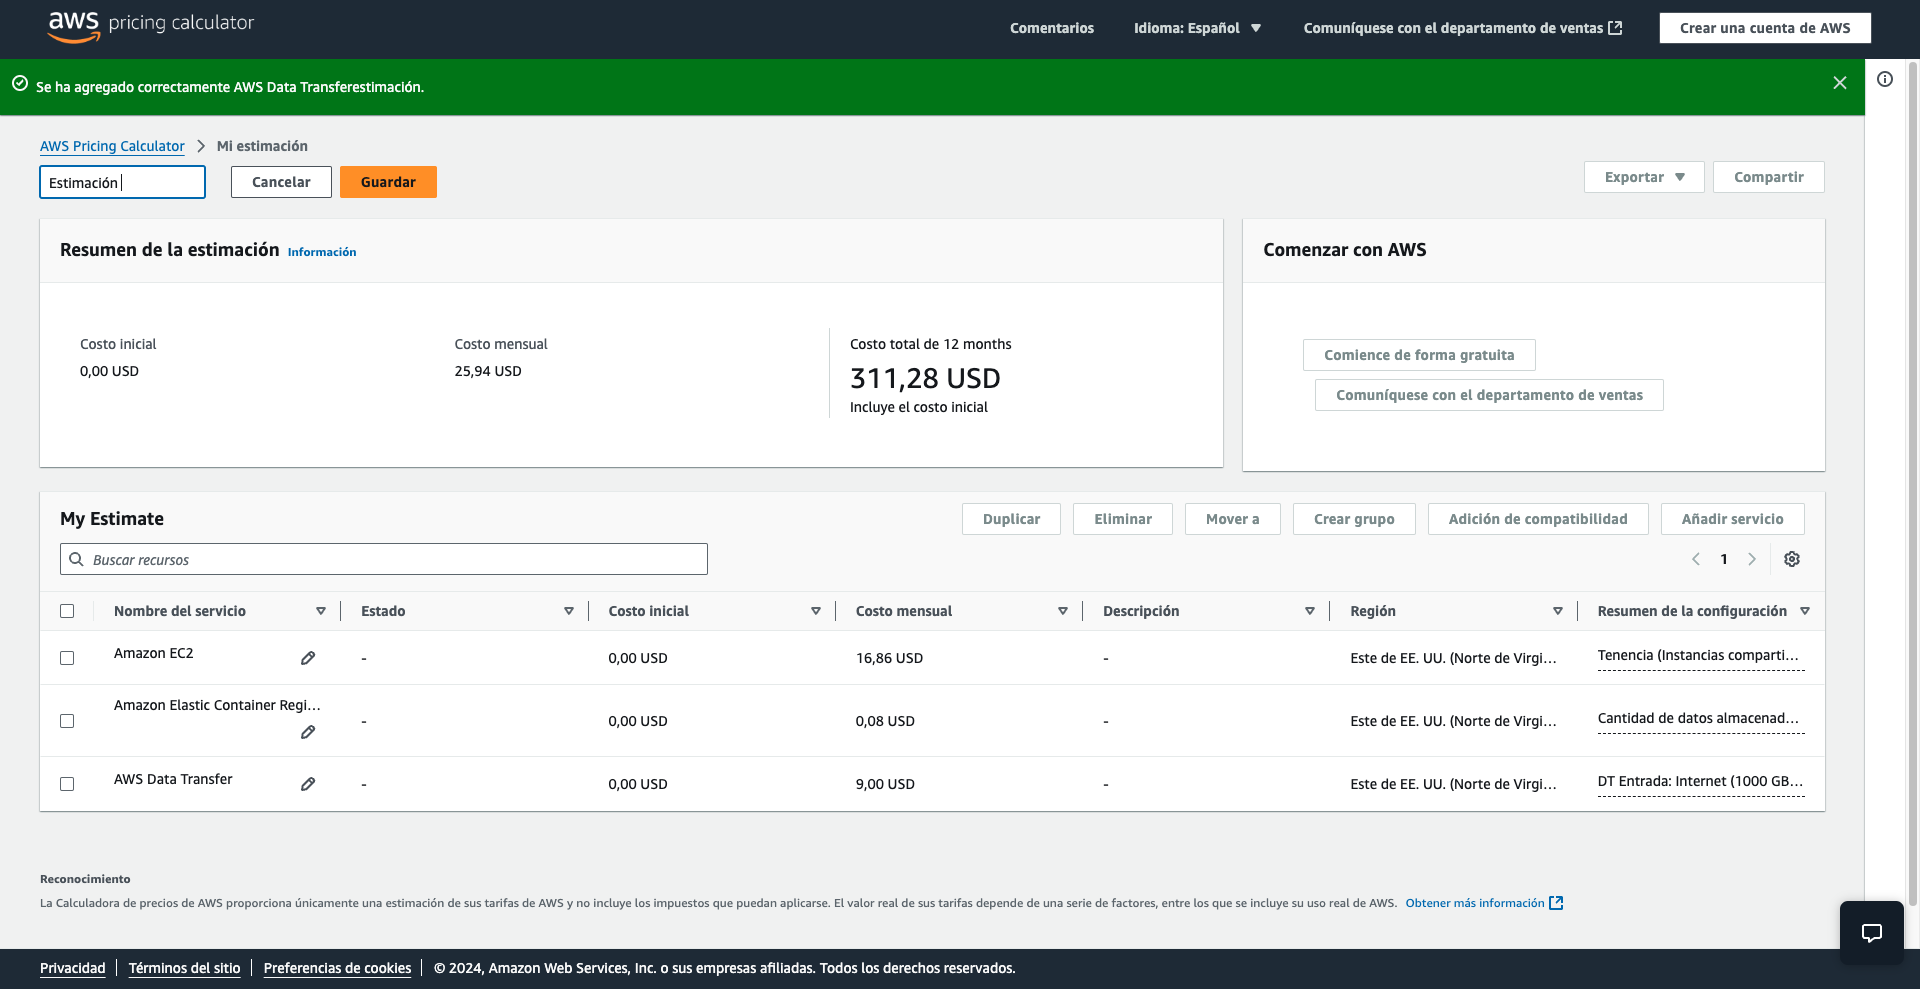 aws pricing calculator
Comentarios
Idioma: Español
Comuníquese con el departamento de ventas
Crear una cuenta de AWS
Se ha agregado correctamente AWS Data Transferestimación.
AWS Pricing Calculator
Mi estimación
Estimación
Cancelar
Guardar
Exportar
Compartir
Resumen de la estimación Información
Costo inicial
0,00 USD
Costo mensual
25,94 USD
Costo total de 12 months
311,28 USD
Incluye el costo inicial
Comenzar con AWS
Comience de forma gratuita
Comuníquese con el departamento de ventas
My Estimate
Duplicar
Eliminar
Mover a
Crear grupo
Adición de compatibilidad
Añadir servicio
Buscar recursos
1
Nombre del servicio Estado Costo inicial Costo mensual Descripción Región Resumen de la configuración
Amazon EC2 - 0,00 USD 16,86 USD - Este de EE. UU. (Norte de Virgi... Tenencia (Instancias comparti...
Amazon Elastic Container Regi... - 0,00 USD 0,08 USD - Este de EE. UU. (Norte de Virgi... Cantidad de datos almacenad...
AWS Data Transfer - 0,00 USD 9,00 USD - Este de EE. UU. (Norte de Virgi... DT Entrada: Internet (1000 GB...
Reconocimiento
La Calculadora de precios de AWS proporciona únicamente una estimación de sus tarifas de AWS y no incluye los impuestos que puedan aplicarse. El valor real de sus tarifas depende de una serie de factores, entre los que se incluye su uso real de AWS. Obtener más información
Privacidad
Términos del sitio
Preferencias de cookies
© 2024, Amazon Web Services, Inc. o sus empresas afiliadas. Todos los derechos reservados.